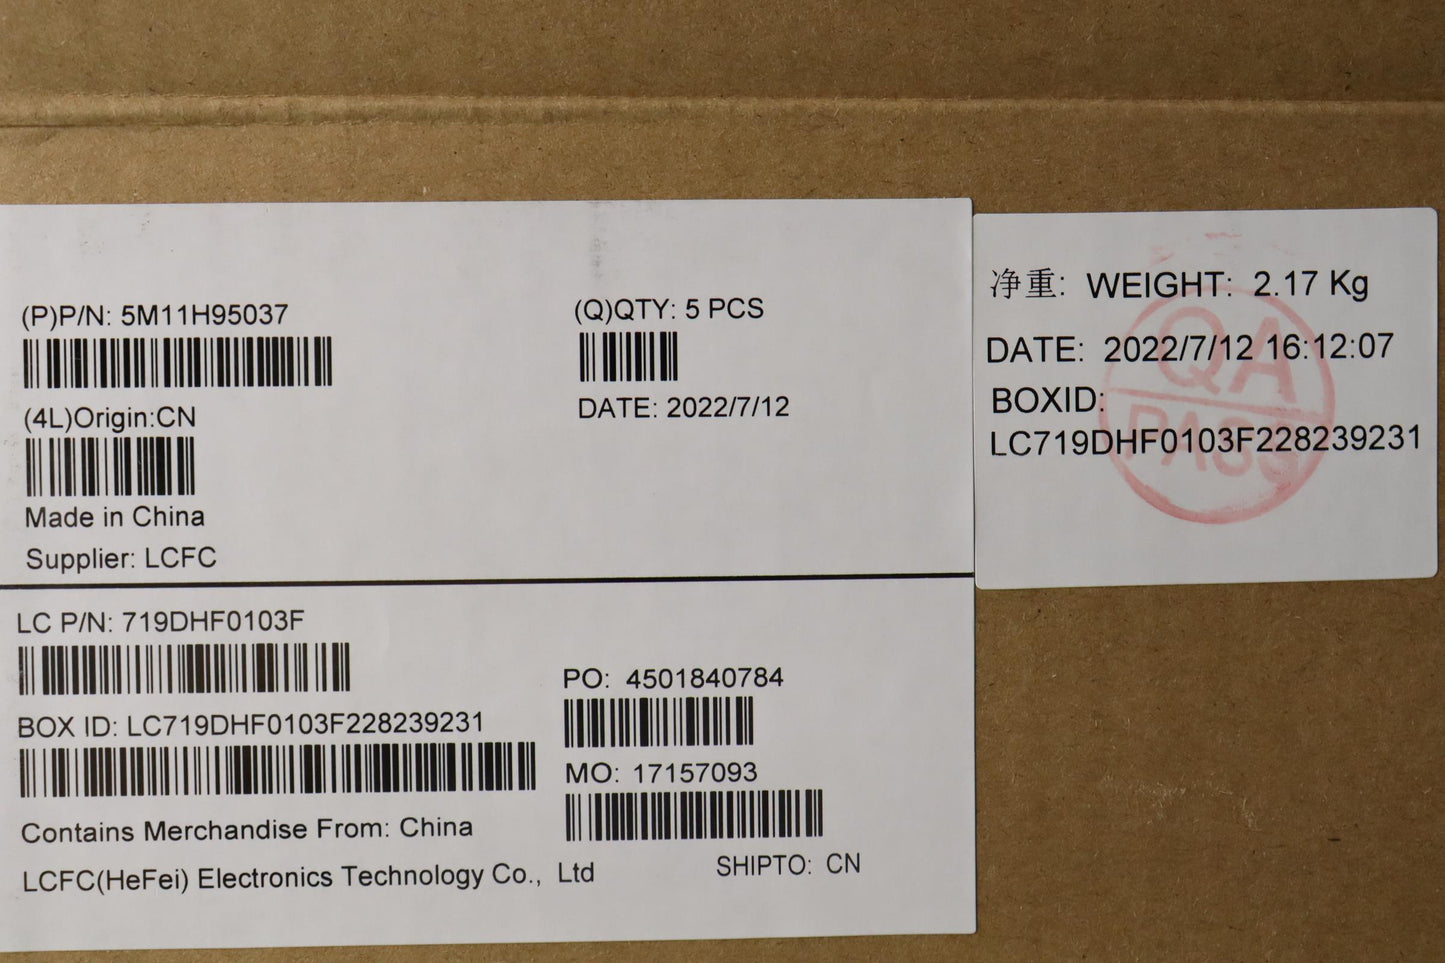 (P)P/N: 5M11H95037
(Q)QTY: 5 PCS
(4L)Origin:CN
DATE: 2022/7/12
Made in China
Supplier: LCFC
LC P/N: 719DHF0103F
PO: 4501840784
BOX ID: LC719DHF0103F228239231
MO: 17157093
Contains Merchandise From: China
LCFC(HeFei) Electronics Technology Co., Ltd
SHIPTO: CN
净重: WEIGHT: 2.17 Kg
DATE: 2022/7/12 16:12:07
BOXID:
LC719DHF0103F228239231
QA
PASS